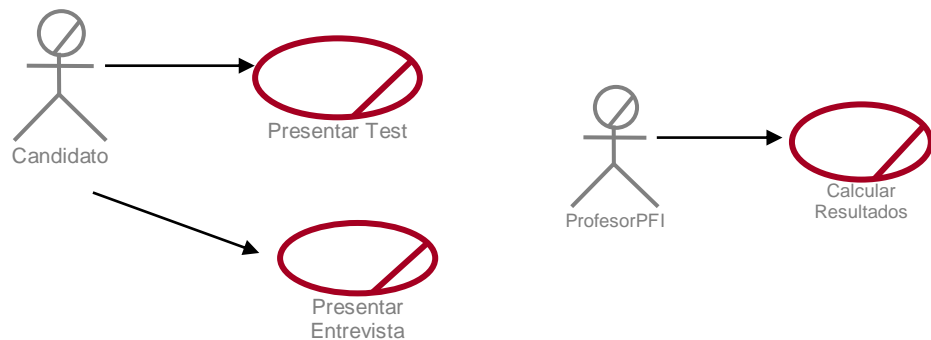 Presentar Test
Candidato
Presentar
Entrevista
ProfesorPFI
Calcular
Resultados